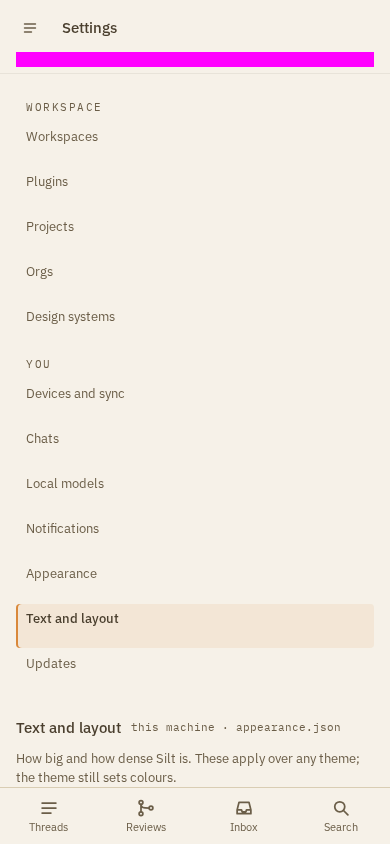 Settings
WORKSPACE
Workspaces
Plugins
Projects
Orgs
Design systems
YOU
Devices and sync
Chats
Local models
Notifications
Appearance
Text and layout
Updates
Text and layout this machine · appearance.json
How big and how dense Silt is. These apply over any theme;
the theme still sets colours.
Threads Reviews Inbox Search